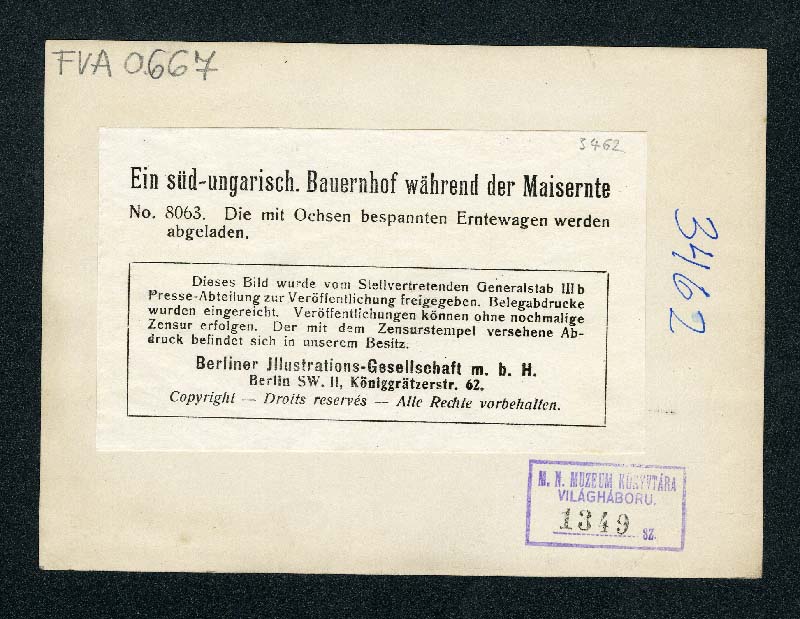 FVA 0667
3462
Ein süd-ungarisch. Bauernhof während der Maisernte
No. 8063. Die mit Ochsen bespannten Erntewagen werden
abgeladen.
Dieses Bild wurde vom Stellvertretenden Generalstab III b
Presse-Abteilung zur Veröffentlichung freigegeben. Belegabdrucke
wurden eingereicht. Veröffentlichungen können ohne nochmalige
Zensur erfolgen. Der mit dem Zensurstempel versehene Ab-
druck befindet sich in unserem Besitz.
Berliner Jllustrations-Gesellschaft m. b. H.
Berlin SW. 11, Königgrätzerstr. 62.
Copyright — Droits reservés — Alle Rechte vorbehalten.
3462
M. N. MUZEUM KÖNYVTÁRA
VILÁGHÁBORU.
1349 SZ.